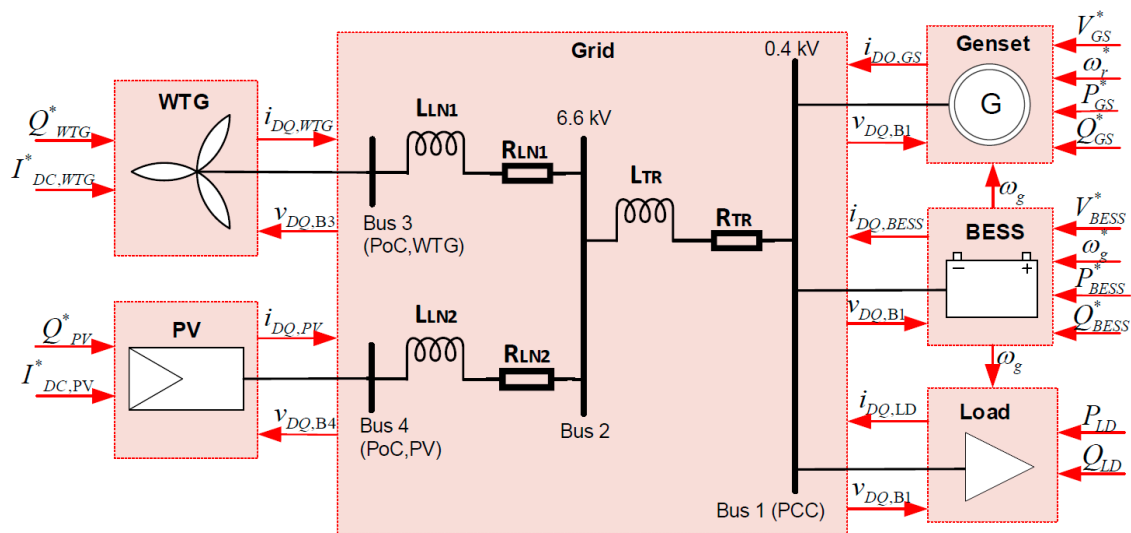 WTG
Q*WTG
I*DC,WTG
iDQ,WTG
vDQ,B3
PV
Q*PV
I*DC,PV
iDQ,PV
vDQ,B4
Grid
LLN1
RLN1
6.6 kV
LTR
RTR
0.4 kV
Bus 3
(PoC,WTG)
LLN2
RLN2
Bus 4
(PoC,PV)
Bus 2
Bus 1 (PCC)
iDQ,GS
vDQ,B1
Genset
G
V*GS
ω*r
P*GS
Q*GS
ωg
iDQ,BESS
vDQ,B1
BESS
- +
V*BESS
ω*g
P*BESS
Q*BESS
ωg
iDQ,LD
vDQ,B1
Load
PLD
QLD